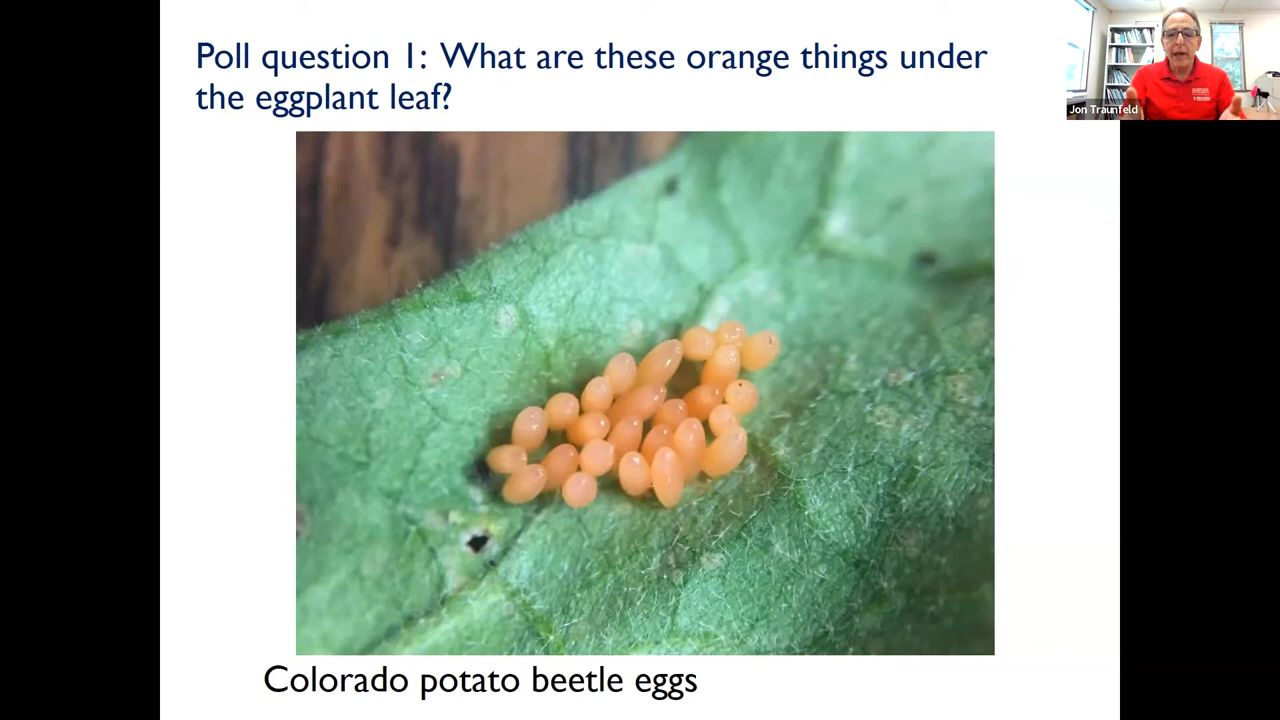 Poll question 1: What are these orange things under
the eggplant leaf?
Jon Traunfeld
Colorado potato beetle eggs